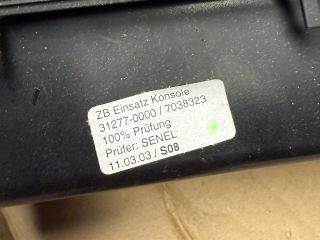 ZB Einsatz Konsole
31277-0000 / 7038323
100% Prüfung
Prüfer: SENEL
11.03.03 / S08